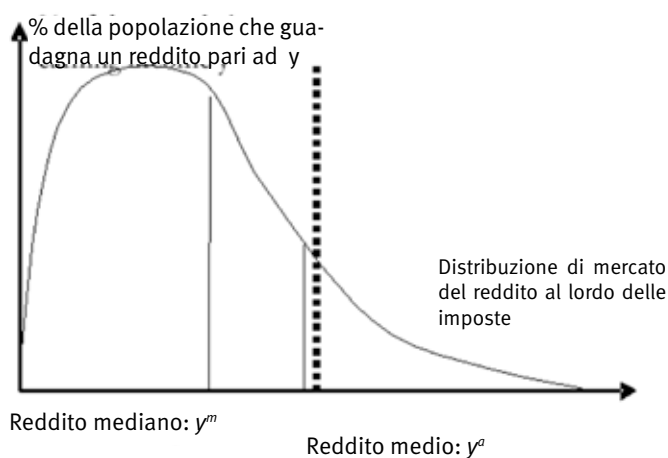 % della popolazione che gua-
dagna un reddito pari ad y
Distribuzione di mercato
del reddito al lordo delle
imposte
Reddito mediano: yᵐ
Reddito medio: yᵃ